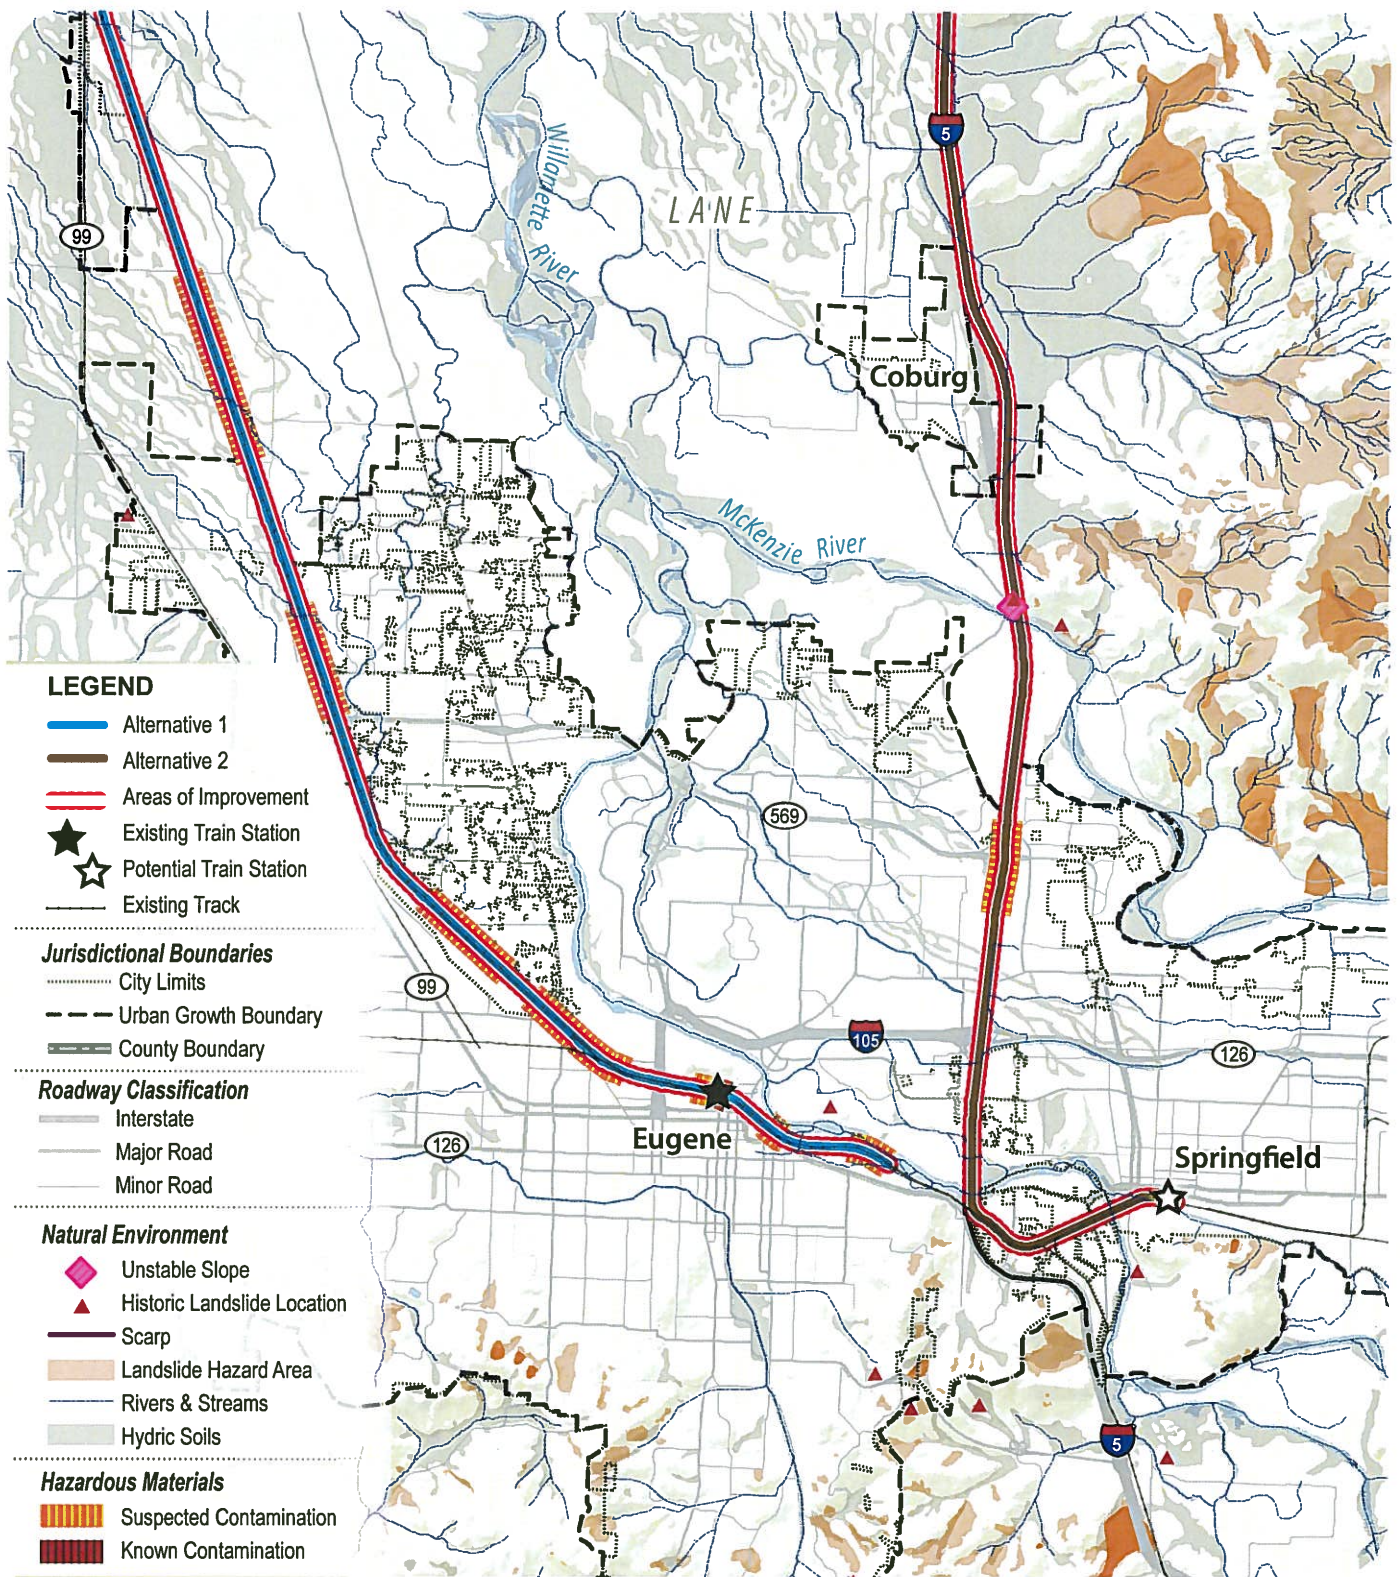 5
Willamette River
LANE
99
Coburg
McKenzie River
569
99
105
126
126
Eugene
Springfield
5
LEGEND
Alternative 1
Alternative 2
Areas of Improvement
Existing Train Station
Potential Train Station
Existing Track
Jurisdictional Boundaries
City Limits
Urban Growth Boundary
County Boundary
Roadway Classification
Interstate
Major Road
Minor Road
Natural Environment
Unstable Slope
Historic Landslide Location
Scarp
Landslide Hazard Area
Rivers & Streams
Hydric Soils
Hazardous Materials
Suspected Contamination
Known Contamination